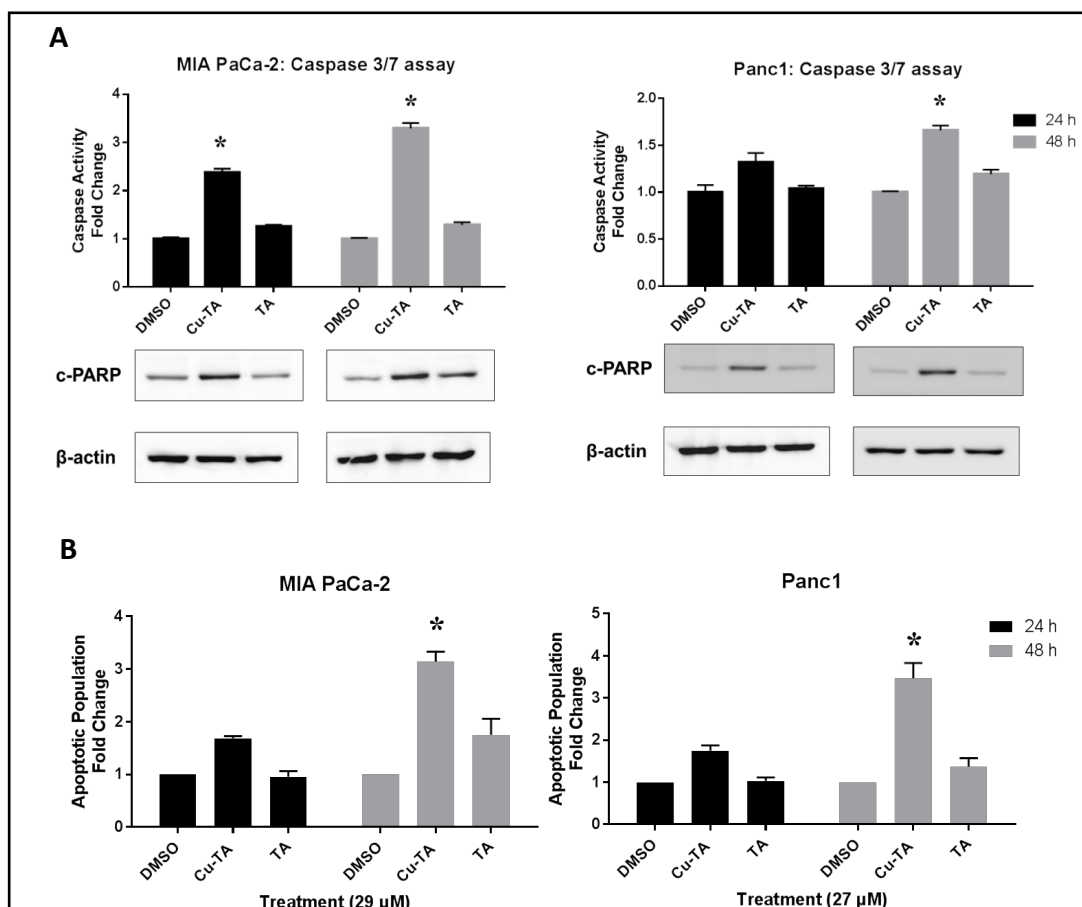 A
MIA PaCa-2: Caspase 3/7 assay
Caspase Activity
Fold Change
4
3
2
1
0
*
*
DMSO
Cu-TA
TA
DMSO
Cu-TA
TA
c-PARP
β-actin
Panc1: Caspase 3/7 assay
Caspase Activity
Fold Change
2.0
1.5
1.0
0.5
0.0
*
24 h
48 h
DMSO
Cu-TA
TA
DMSO
Cu-TA
TA
c-PARP
β-actin
B
MIA PaCa-2
Apoptotic Population
Fold Change
4
3
2
1
0
*
DMSO
Cu-TA
TA
DMSO
Cu-TA
TA
Treatment (29 µM)
Panc1
Apoptotic Population
Fold Change
5
4
3
2
1
0
*
24 h
48 h
DMSO
Cu-TA
TA
DMSO
Cu-TA
TA
Treatment (27 µM)